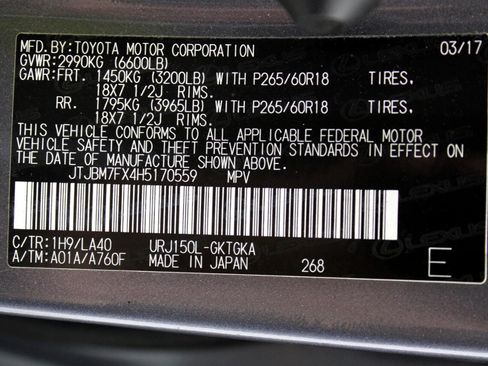 MFD.BY:TOYOTA MOTOR CORPORATION 03/17
GVWR:2990KG (6600LB)
GAWR:FRT. 1450KG (3200LB) WITH P265/60R18 TIRES,
18X7 1/2J RIMS.
RR. 1795KG (3965LB) WITH P265/60R18 TIRES,
18X7 1/2J RIMS.
THIS VEHICLE CONFORMS TO ALL APPLICABLE FEDERAL MOTOR
VEHICLE SAFETY AND THEFT PREVENTION STANDARDS IN EFFECT
ON THE DATE OF MANUFACTURE SHOWN ABOVE.
JTJBM7FX4H5170559 MPV
C/TR:1H9/LA40 URJ150L-GKTGKA
A/TM:A01A/A760F MADE IN JAPAN 268 E
LEXUS